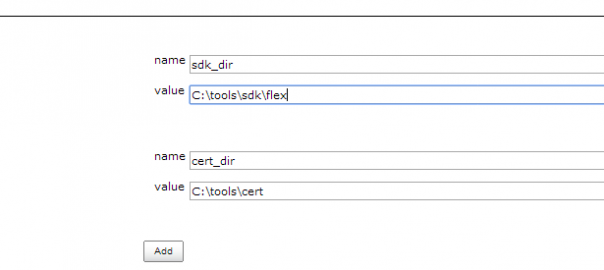 name sdk_dir
value C:\tools\sdk\flex
name cert_dir
value C:\tools\cert
Add